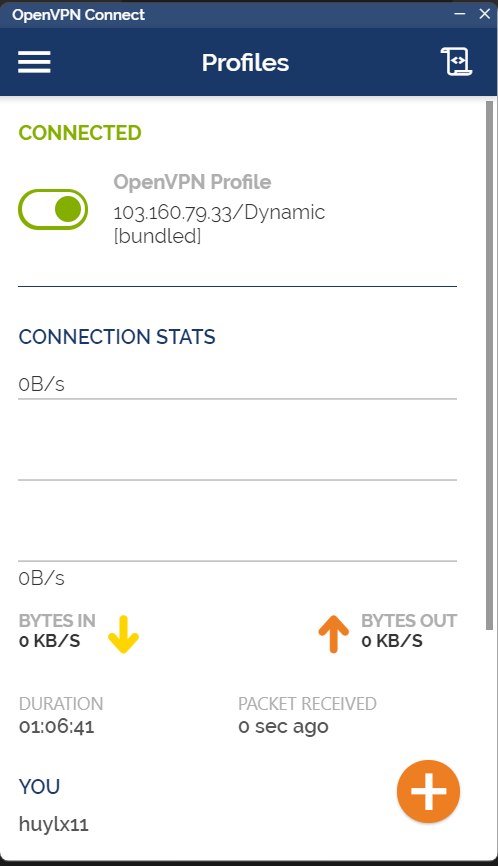 OpenVPN Connect
Profiles
CONNECTED
OpenVPN Profile
103.160.79.33/Dynamic
[bundled]
CONNECTION STATS
0B/s
0B/s
BYTES IN
0 KB/S
BYTES OUT
0 KB/S
DURATION
01:06:41
PACKET RECEIVED
0 sec ago
YOU
huylx11